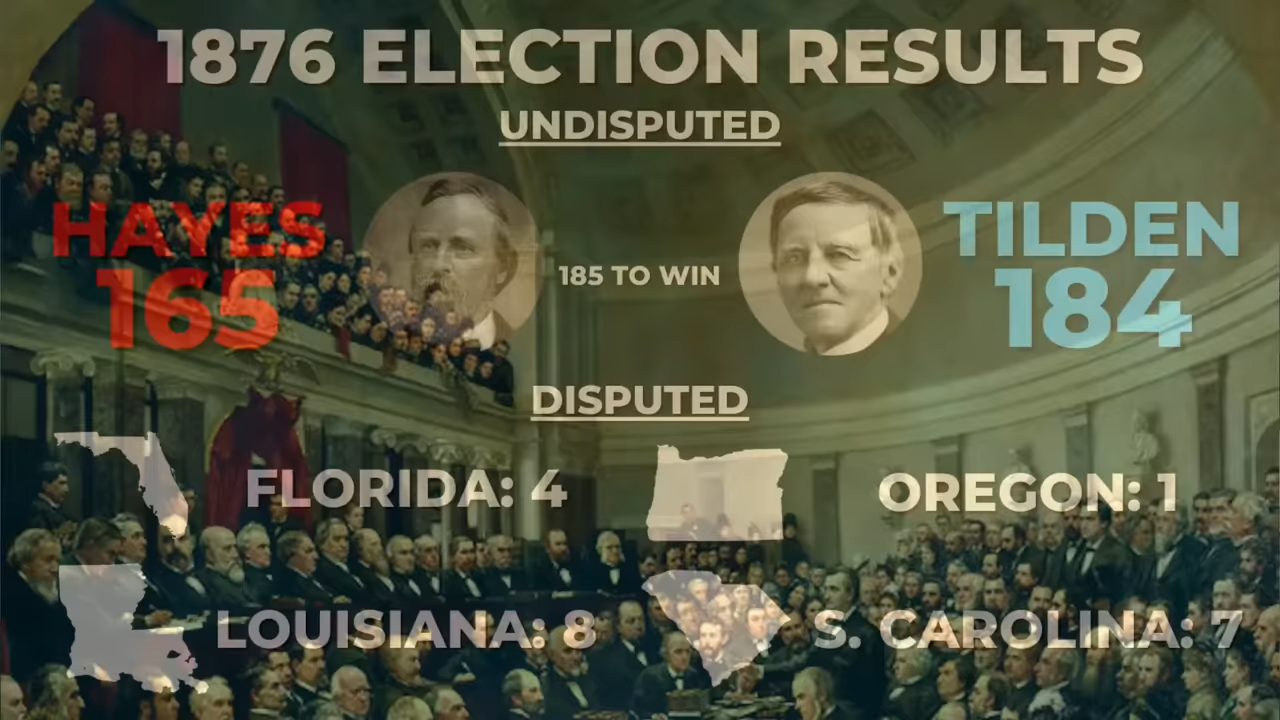 1876 ELECTION RESULTS
UNDISPUTED
HAYES
165
185 TO WIN
TILDEN
184
DISPUTED
FLORIDA: 4
OREGON: 1
LOUISIANA: 8
S. CAROLINA: 7